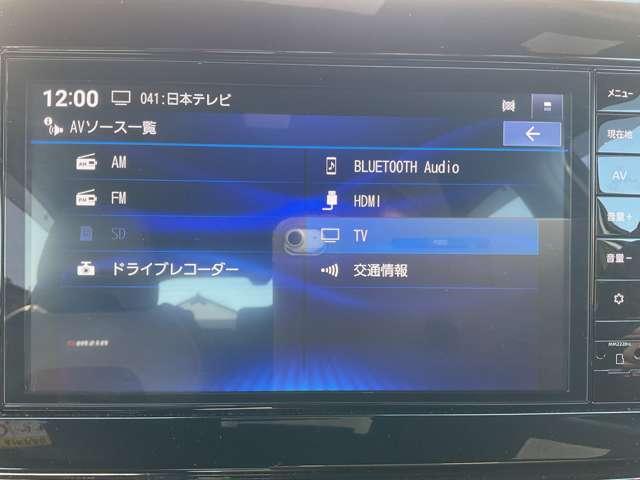 12:00 041:日本テレビ
AVソース一覧
AM
FM
SD
ドライブレコーダー
BLUETOOTH Audio
HDMI
TV
交通情報
メニュー
現在地
AV
音量+
音量-